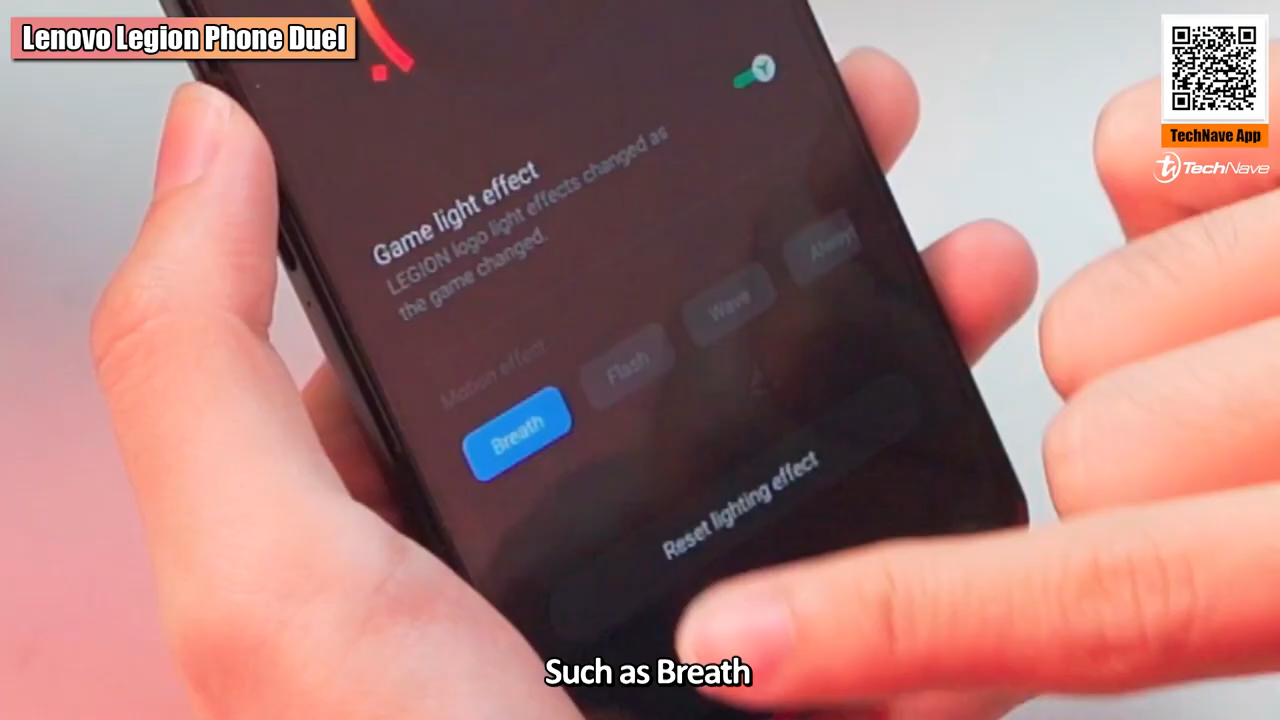 Lenovo Legion Phone Duel
TechNave App
TechNave
Game light effect
LEGION logo light effects changed as
the game changed.
Motion effect
Breath
Flash
Wave
Reset lighting effect
Such as Breath